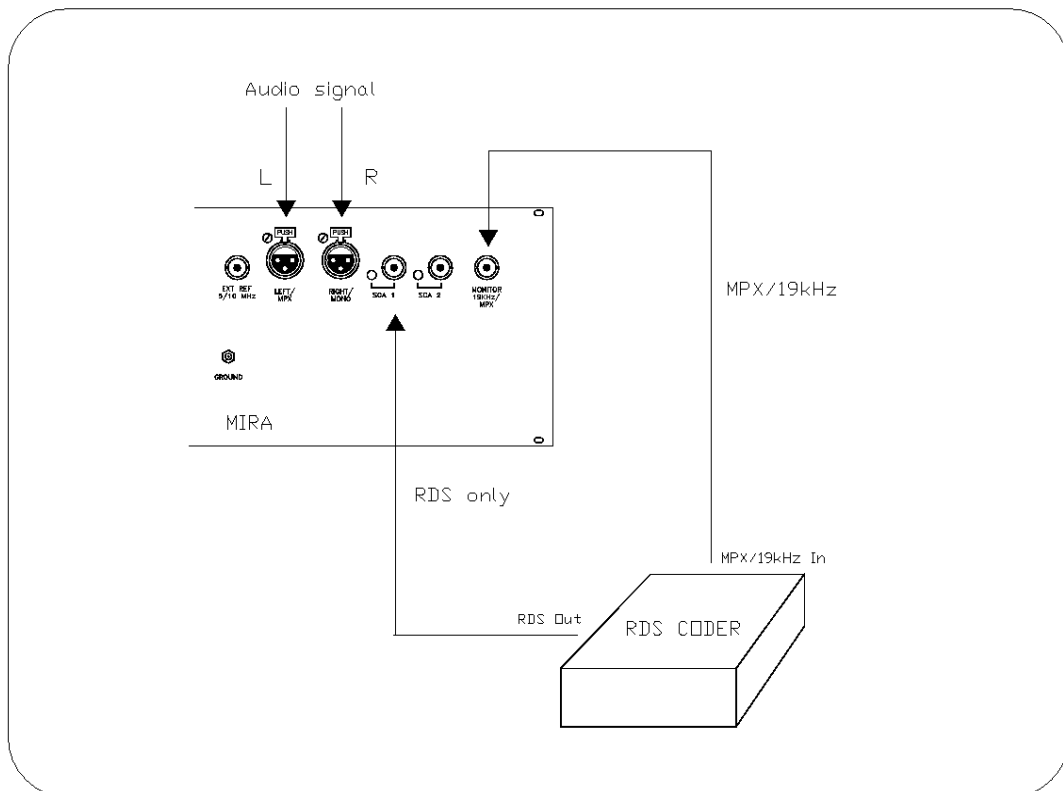 Audio signal
L
R
PUSH
PUSH
EXT REF
5/10 MHz
LEFT/
MPX
RIGHT/
MONO
SCA 1
SCA 2
MONITOR
19KHz/
MPX
MPX/19kHz
GROUND
MIRA
RDS only
MPX/19kHz In
RDS Out
RDS CODER